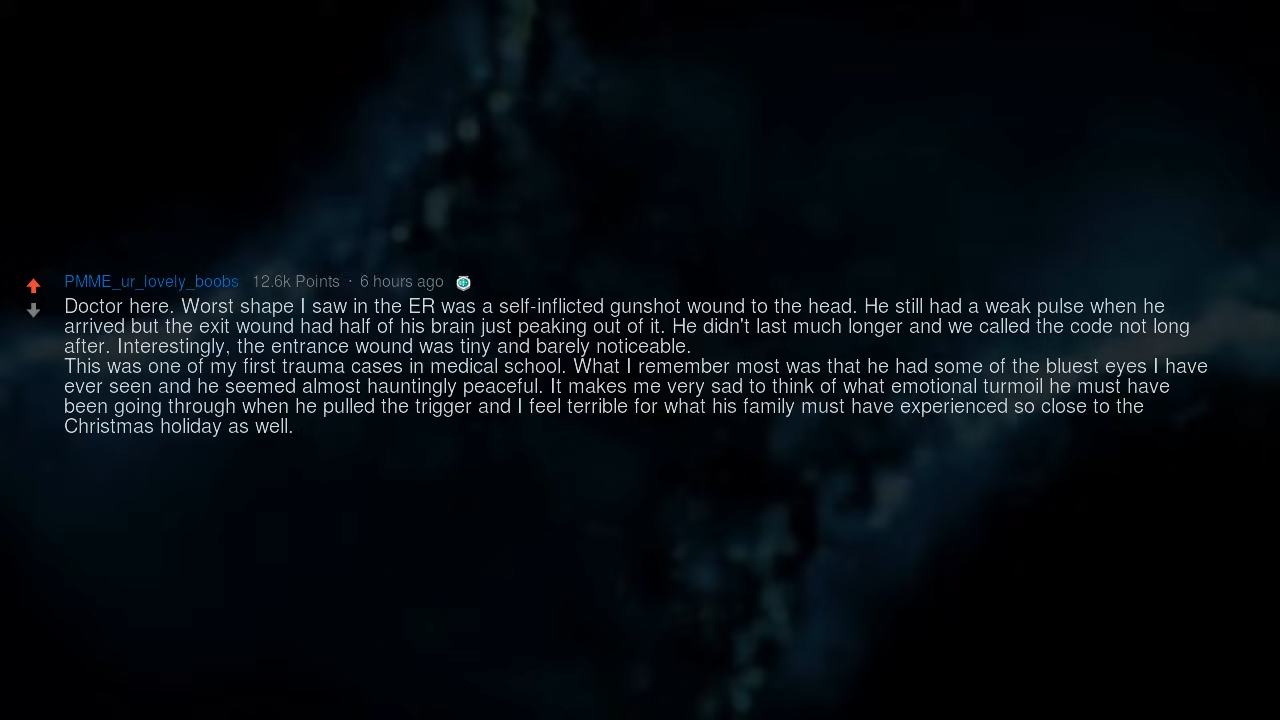 PMME_ur_lovely_boobs 12.6k Points · 6 hours ago
Doctor here. Worst shape I saw in the ER was a self-inflicted gunshot wound to the head. He still had a weak pulse when he
arrived but the exit wound had half of his brain just peaking out of it. He didn't last much longer and we called the code not long
after. Interestingly, the entrance wound was tiny and barely noticeable.
This was one of my first trauma cases in medical school. What I remember most was that he had some of the bluest eyes I have
ever seen and he seemed almost hauntingly peaceful. It makes me very sad to think of what emotional turmoil he must have
been going through when he pulled the trigger and I feel terrible for what his family must have experienced so close to the
Christmas holiday as well.